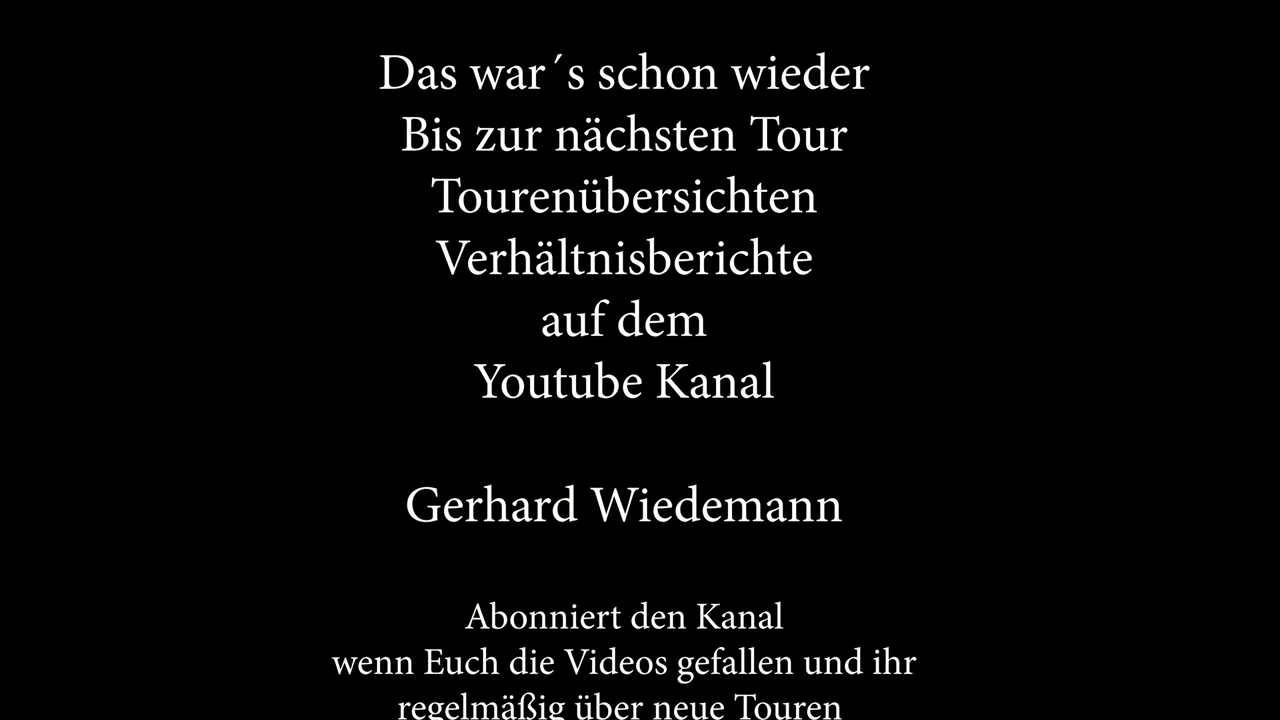 Das war´s schon wieder
Bis zur nächsten Tour
Tourenübersichten
Verhältnisberichte
auf dem
Youtube Kanal
Gerhard Wiedemann
Abonniert den Kanal
wenn Euch die Videos gefallen und ihr
regelmäßig über neue Touren